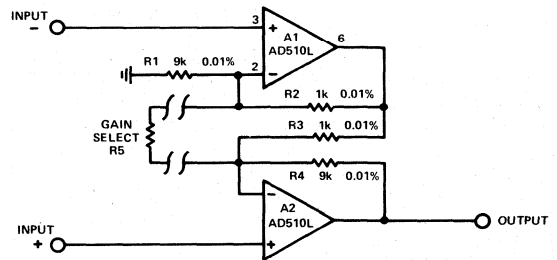 INPUT
−
3
+
A1
AD510L
6
R1 9k 0.01%
2
−
R2 1k 0.01%
R3 1k 0.01%
GAIN
SELECT
R5
R4 9k 0.01%
−
A2
AD510L
+
OUTPUT
INPUT
+